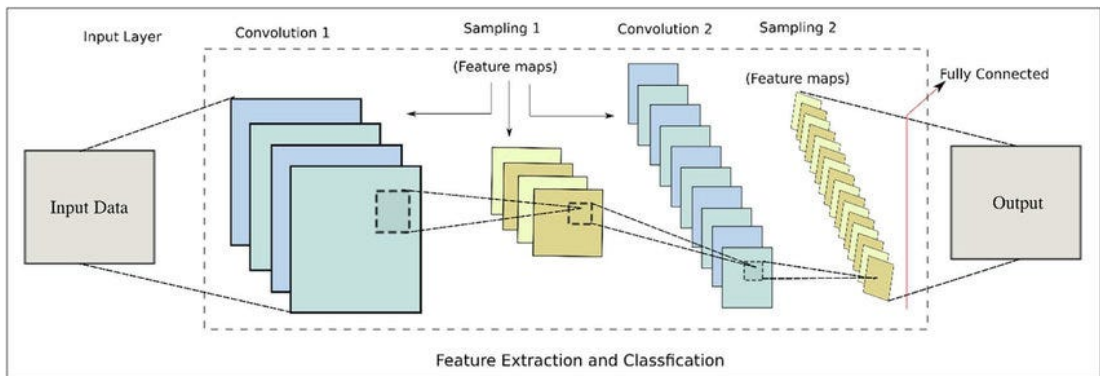 Input Layer
Convolution 1
Sampling 1
Convolution 2
Sampling 2
(Feature maps)
(Feature maps)
Fully Connected
Input Data
Output
Feature Extraction and Classfication